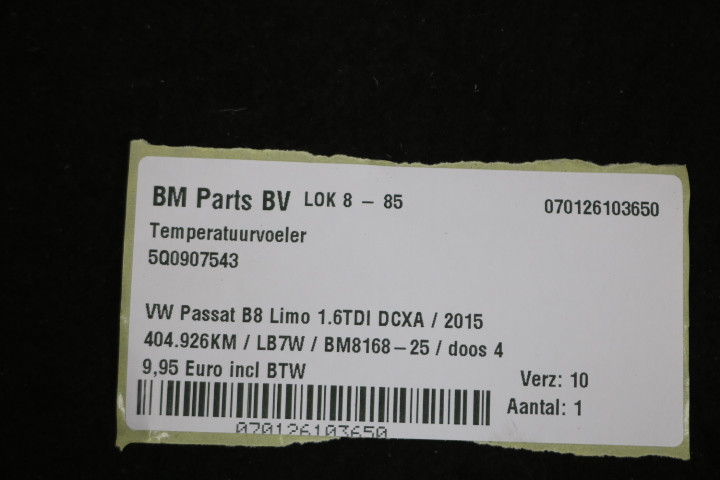 BM Parts BV LOK 8 - 85 070126103650
Temperatuurvoeler
5Q0907543
VW Passat B8 Limo 1.6TDI DCXA / 2015
404.926KM / LB7W / BM8168-25 / doos 4
9,95 Euro incl BTW
Verz: 10
Aantal: 1
070126103650